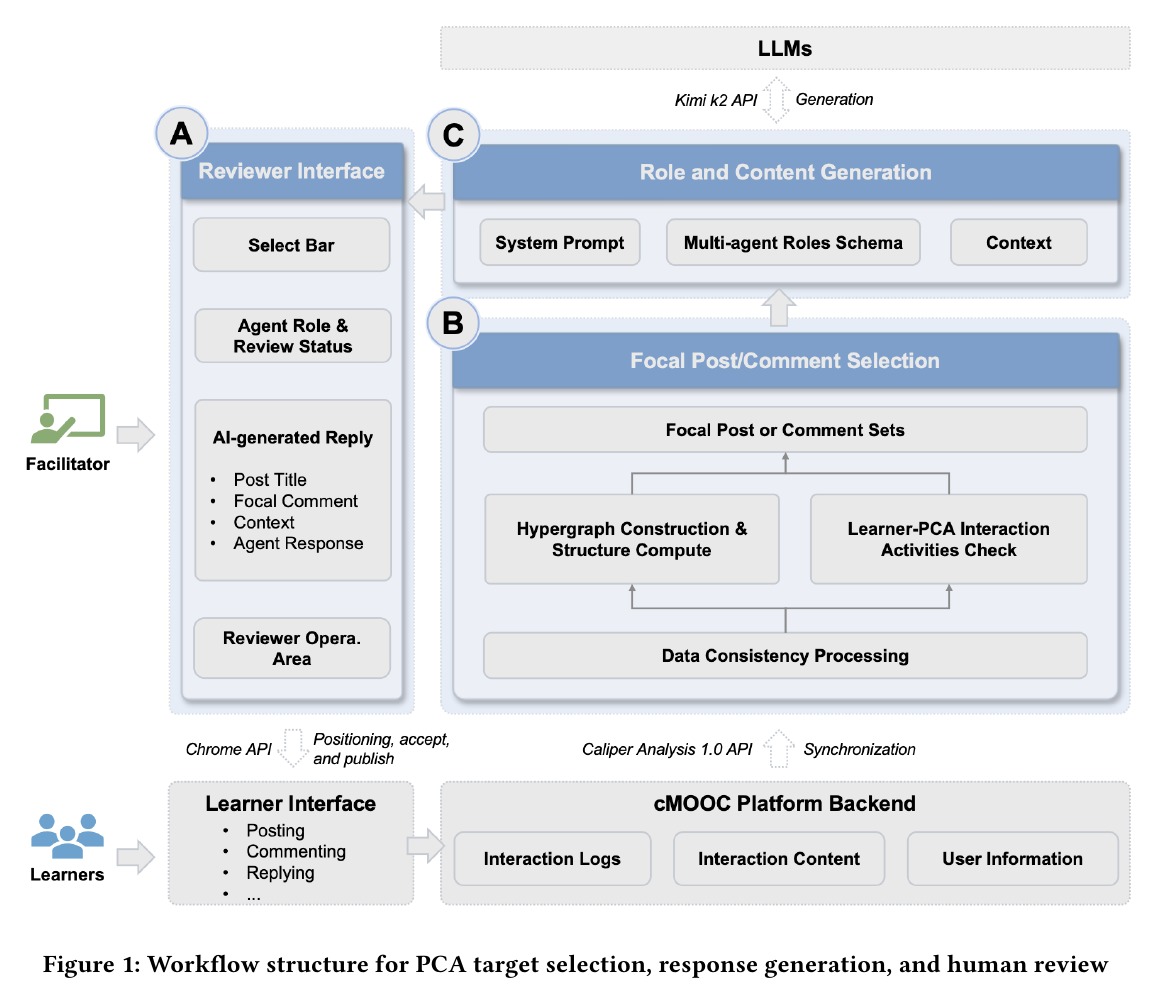 LLMs
Kimi k2 API
Generation
A
Reviewer Interface
Select Bar
Agent Role &
Review Status
AI-generated Reply
• Post Title
• Focal Comment
• Context
• Agent Response
Reviewer Opera.
Area
C
Role and Content Generation
System Prompt
Multi-agent Roles Schema
Context
B
Focal Post/Comment Selection
Focal Post or Comment Sets
Hypergraph Construction &
Structure Compute
Learner-PCA Interaction
Activities Check
Data Consistency Processing
Facilitator
Chrome API
Positioning, accept,
and publish
Caliper Analysis 1.0 API
Synchronization
Learners
Learner Interface
• Posting
• Commenting
• Replying
• ...
cMOOC Platform Backend
Interaction Logs
Interaction Content
User Information
Figure 1: Workflow structure for PCA target selection, response generation, and human review